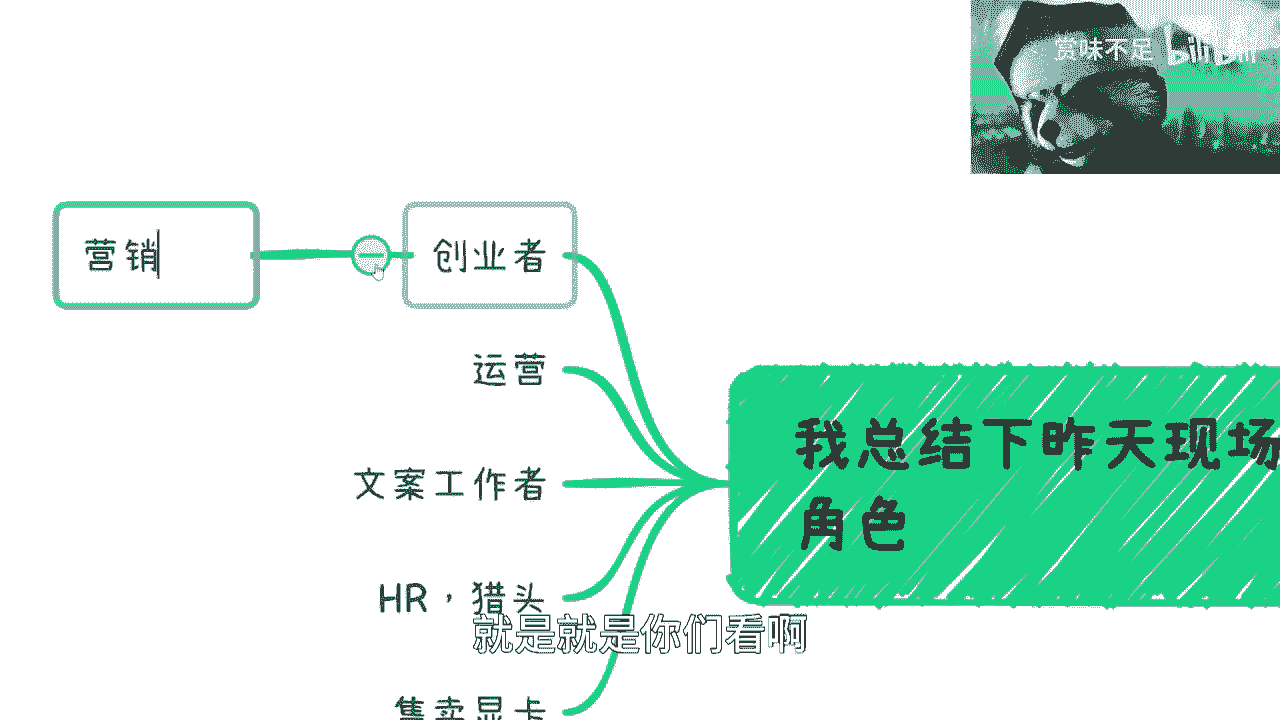 赏味不足 bilibili
营销
创业者
运营
我总结下昨天现场
角色
文案工作者
HR，猎头
就是就是你们看啊
售卖显卡